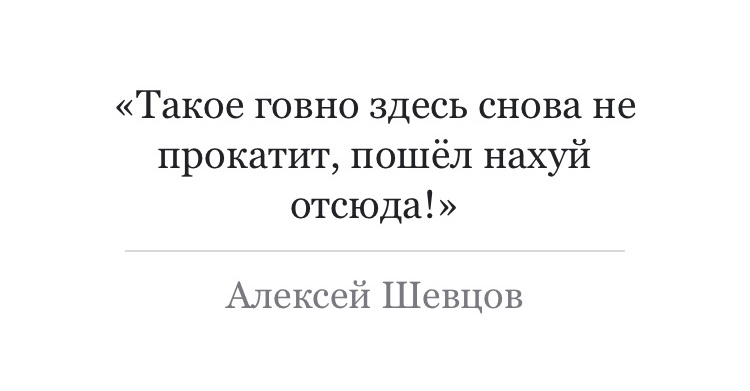 «Такое говно здесь снова не
прокатит, пошёл нахуй
отсюда!»
Алексей Шевцов